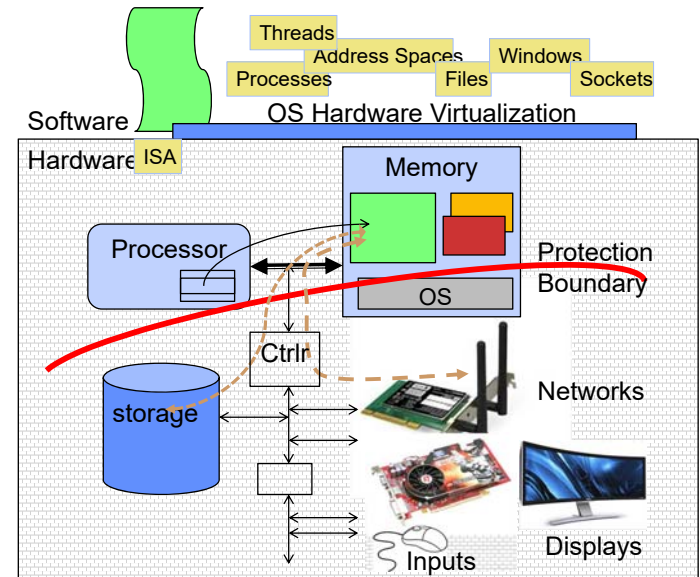 Threads
Address Spaces
Windows
Processes
Files
Sockets
OS Hardware Virtualization
Software
Hardware
ISA
Memory
Processor
Protection
Boundary
OS
Ctrlr
storage
Networks
Inputs
Displays